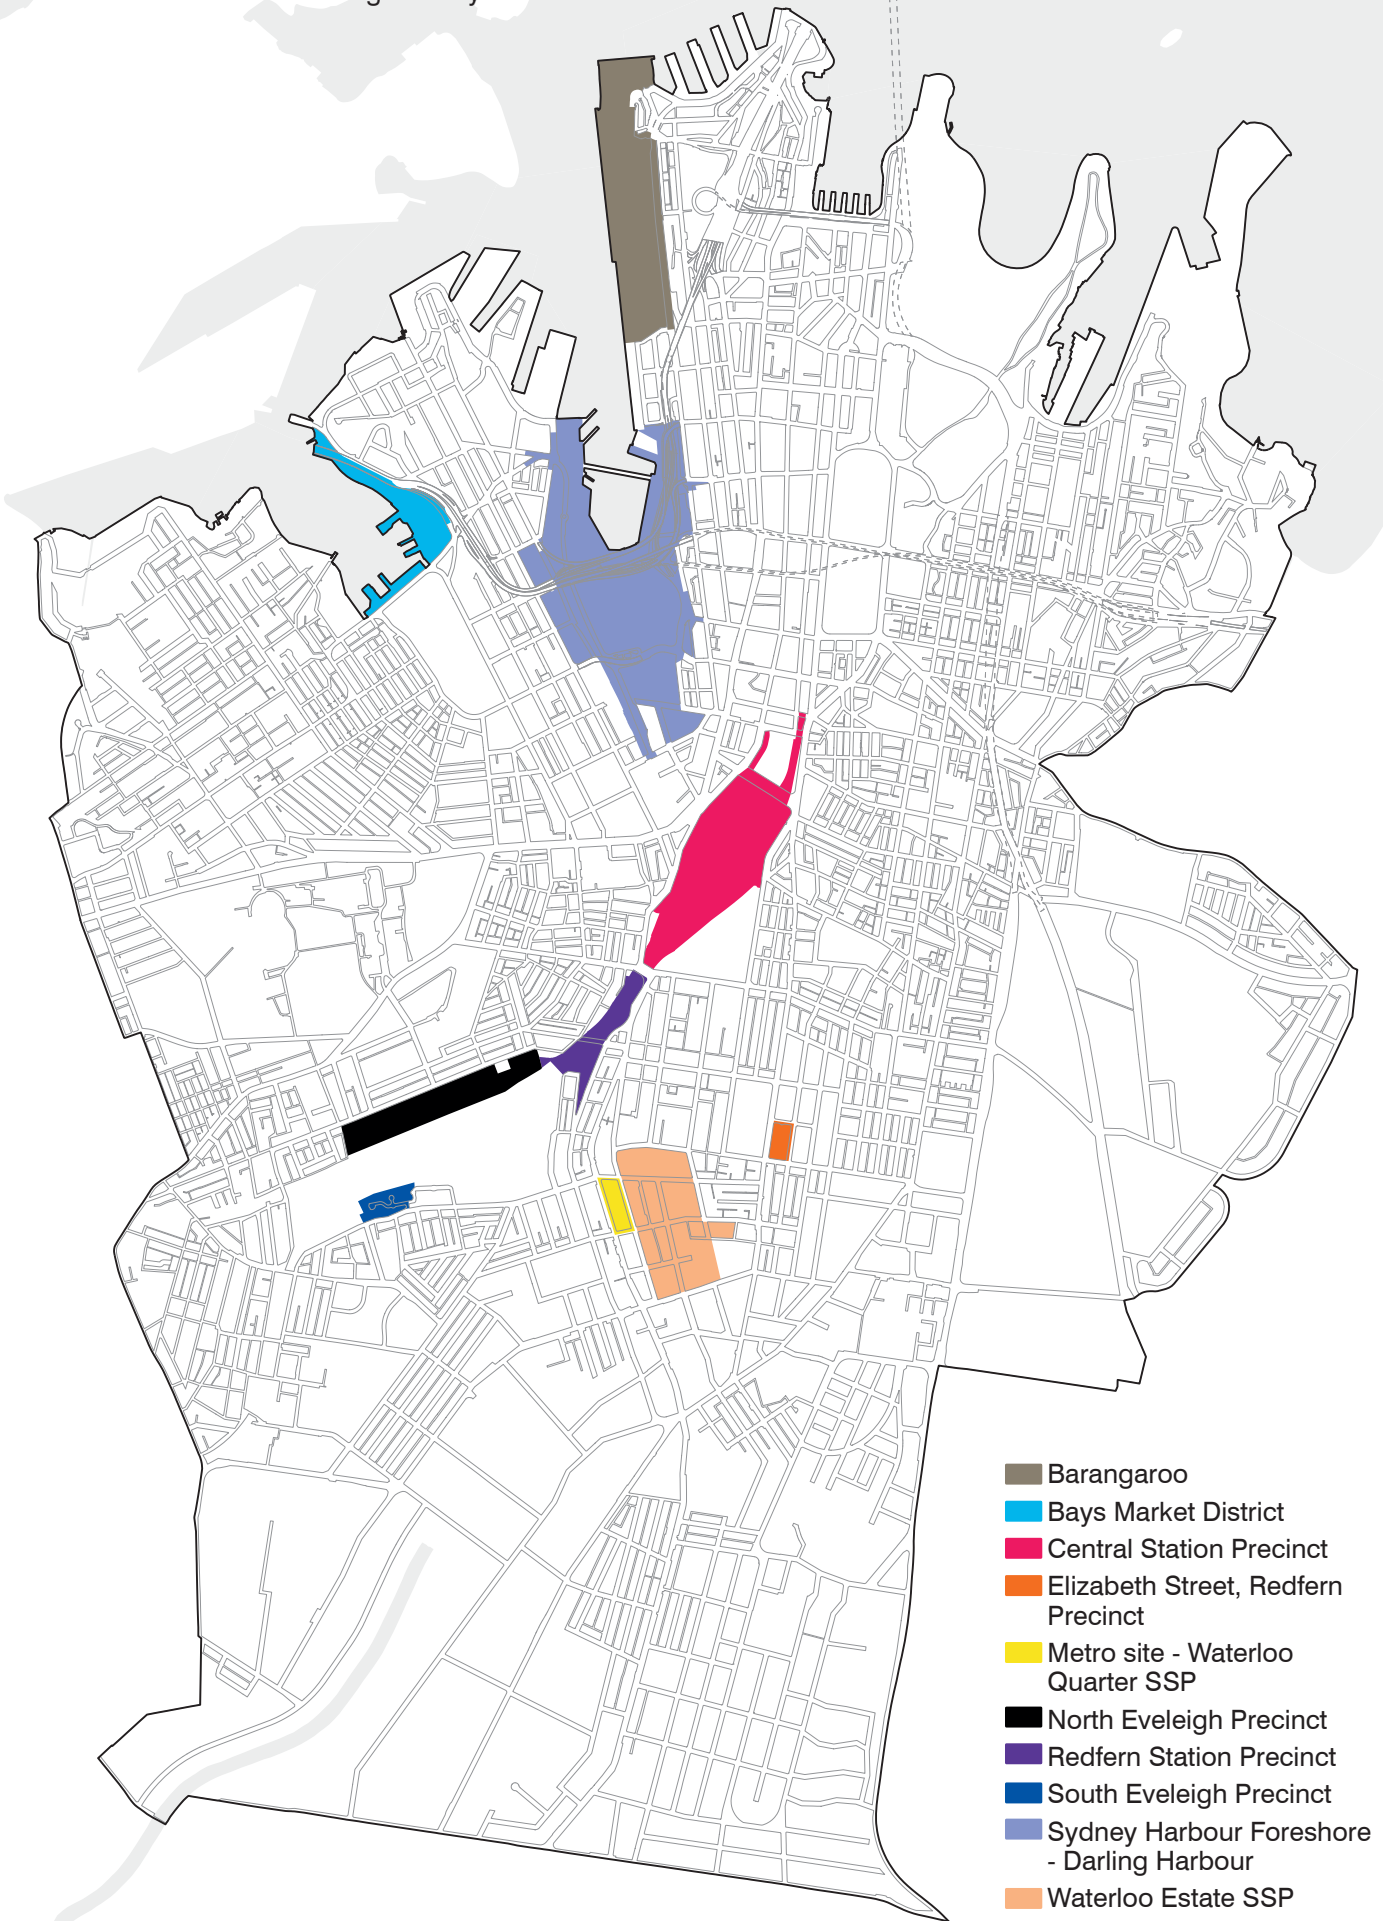 Barangaroo
Bays Market District
Central Station Precinct
Elizabeth Street, Redfern
Precinct
Metro site - Waterloo
Quarter SSP
North Eveleigh Precinct
Redfern Station Precinct
South Eveleigh Precinct
Sydney Harbour Foreshore
- Darling Harbour
Waterloo Estate SSP